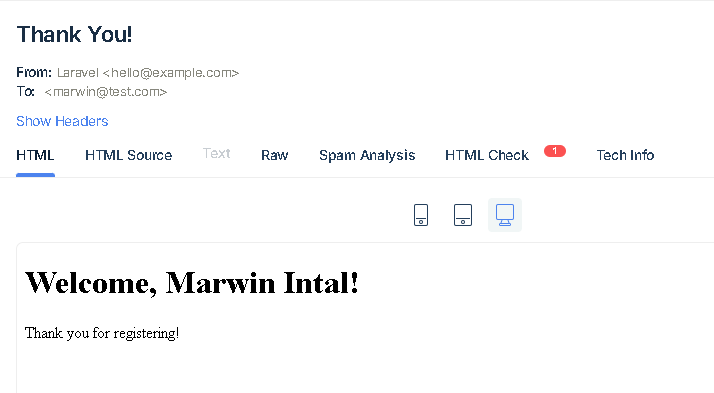 Thank You!
From: Laravel <hello@example.com>
To: <marwin@test.com>
Show Headers
HTML HTML Source Text Raw Spam Analysis HTML Check 1 Tech Info
Welcome, Marwin Intal!
Thank you for registering!